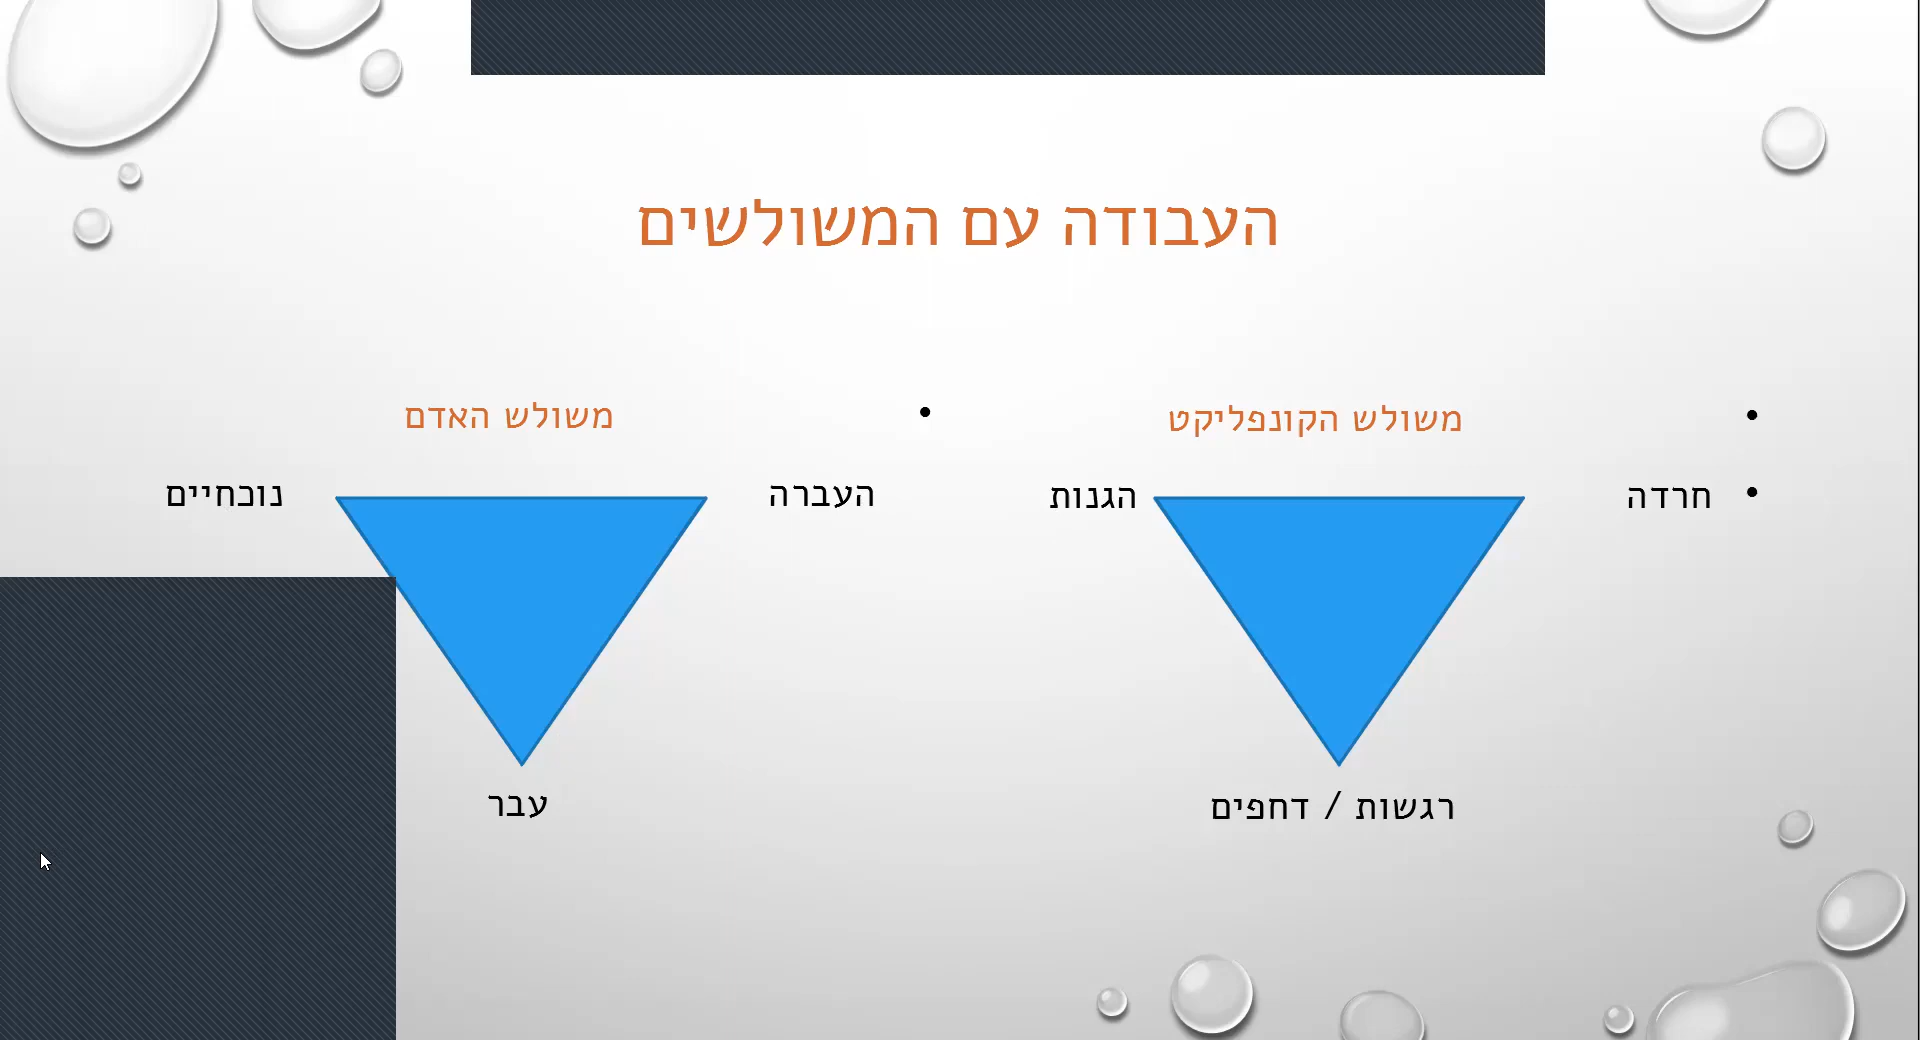 העבודה עם המשולשים
• משולש הקונפליקט
• חרדה
הגנות
רגשות / דחפים
• משולש האדם
העברה
נוכחיים
עבר